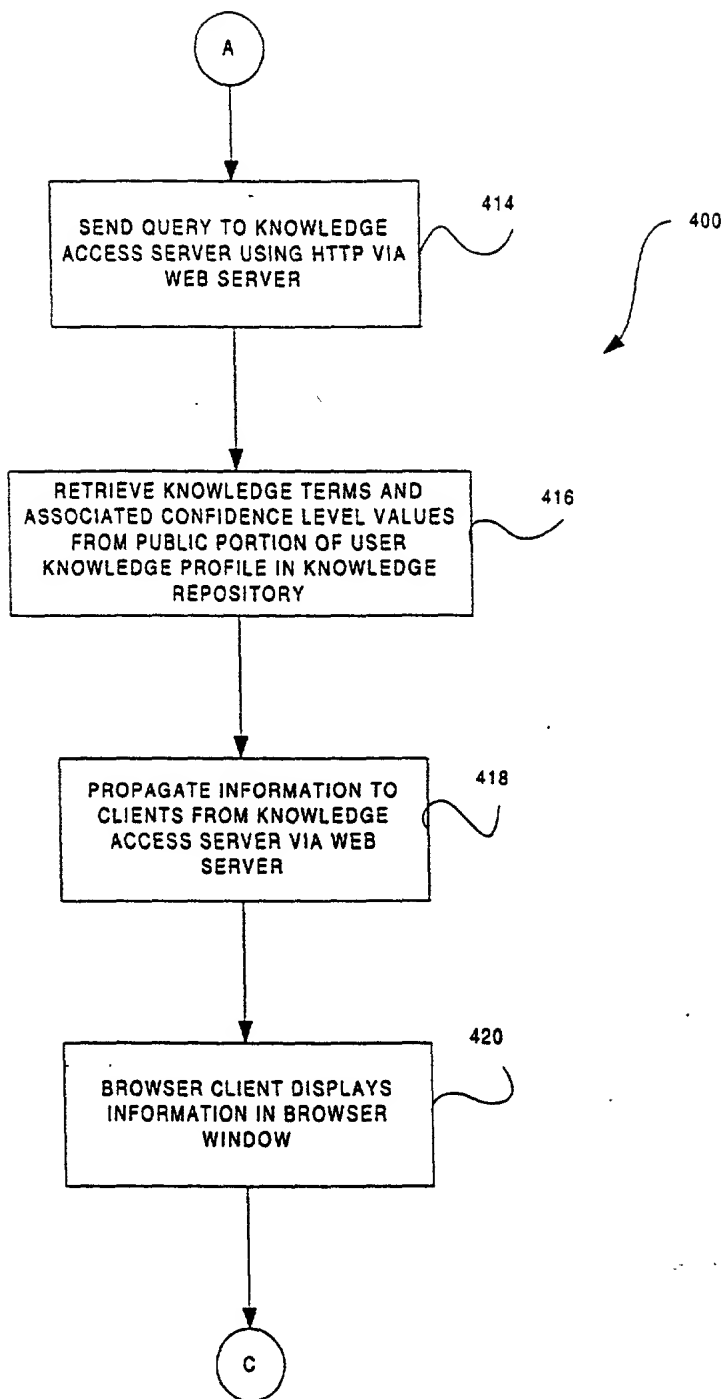 A
SEND QUERY TO KNOWLEDGE
ACCESS SERVER USING HTTP VIA
WEB SERVER
414
400
RETRIEVE KNOWLEDGE TERMS AND
ASSOCIATED CONFIDENCE LEVEL VALUES
FROM PUBLIC PORTION OF USER
KNOWLEDGE PROFILE IN KNOWLEDGE
REPOSITORY
416
PROPAGATE INFORMATION TO
CLIENTS FROM KNOWLEDGE
ACCESS SERVER VIA WEB
SERVER
418
BROWSER CLIENT DISPLAYS
INFORMATION IN BROWSER
WINDOW
420
C